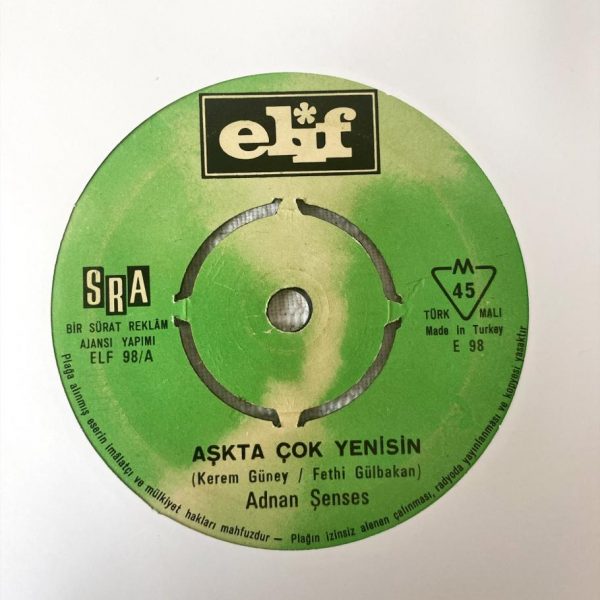 elif
SRA
BİR SÜRAT REKLÂM
AJANSI YAPIMI
ELF 98/A
M
45
TÜRK MALI
Made in Turkey
E 98
AŞKTA ÇOK YENİSİN
(Kerem Güney / Fethi Gülbakan)
Adnan Şenses
Plağa alınmış eserin imâlatçı ve mülkiyet hakları mahfuzdur — Plağın izinsiz alenen çalınması, radyoda yayınlanması ve kopyesi yasaktır